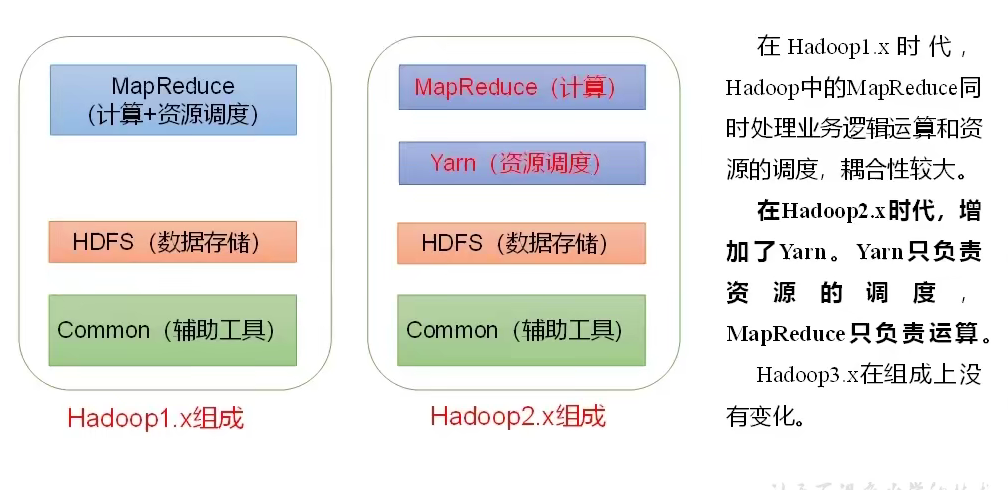 MapReduce
（计算+资源调度）
HDFS（数据存储）
Common（辅助工具）
Hadoop1.x组成
MapReduce（计算）
Yarn（资源调度）
HDFS（数据存储）
Common（辅助工具）
Hadoop2.x组成
在Hadoop1.x时代，
Hadoop中的MapReduce同
时处理业务逻辑运算和资
源的调度，耦合性较大。
在Hadoop2.x时代，增
加了Yarn。Yarn只负责
资源的调度，
MapReduce只负责运算。
Hadoop3.x在组成上没
有变化。